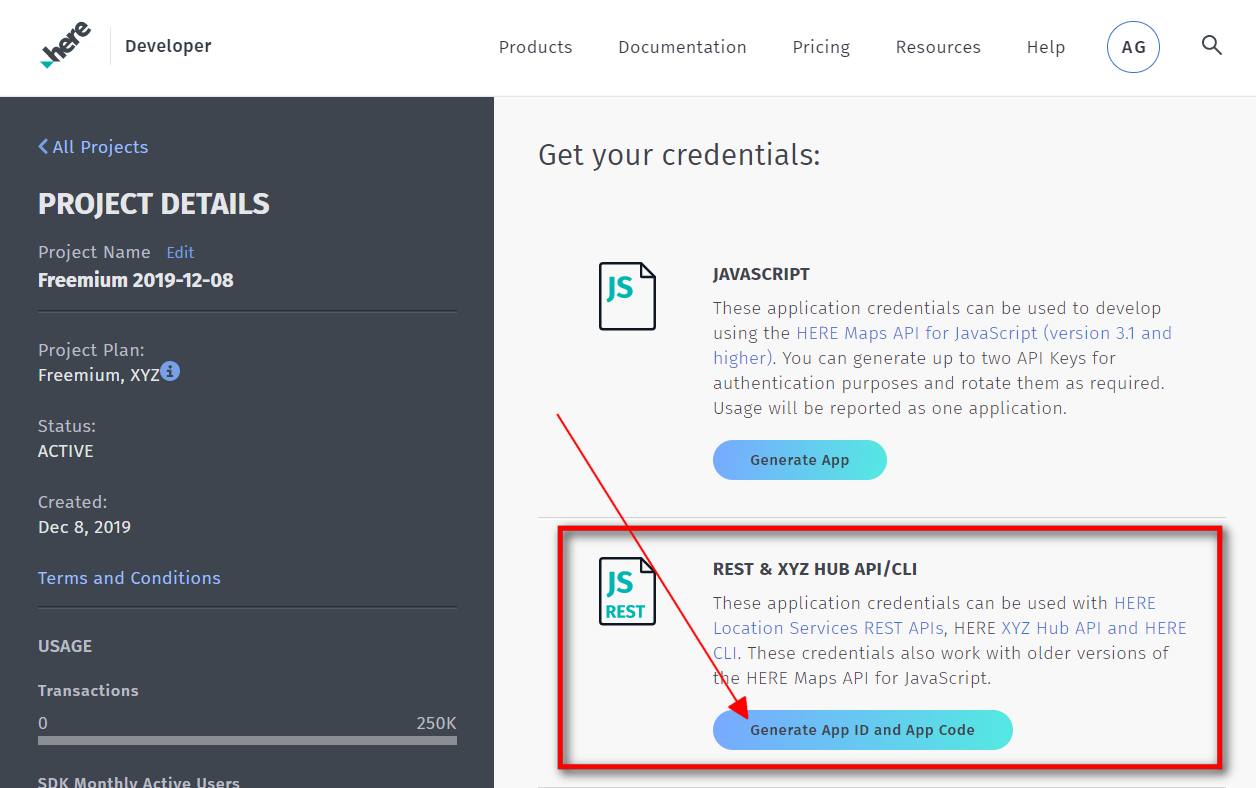 here
Developer
Products
Documentation
Pricing
Resources
Help
AG
All Projects
PROJECT DETAILS
Project Name Edit
Freemium 2019-12-08
Project Plan:
Freemium, XYZ i
Status:
ACTIVE
Created:
Dec 8, 2019
Terms and Conditions
USAGE
Transactions
0 250K
SDK Monthly Active Users
Get your credentials:
JS
JAVASCRIPT
These application credentials can be used to develop
using the HERE Maps API for JavaScript (version 3.1 and
higher). You can generate up to two API Keys for
authentication purposes and rotate them as required.
Usage will be reported as one application.
Generate App
JS
REST
REST & XYZ HUB API/CLI
These application credentials can be used with HERE
Location Services REST APIs, HERE XYZ Hub API and HERE
CLI. These credentials also work with older versions of
the HERE Maps API for JavaScript.
Generate App ID and App Code